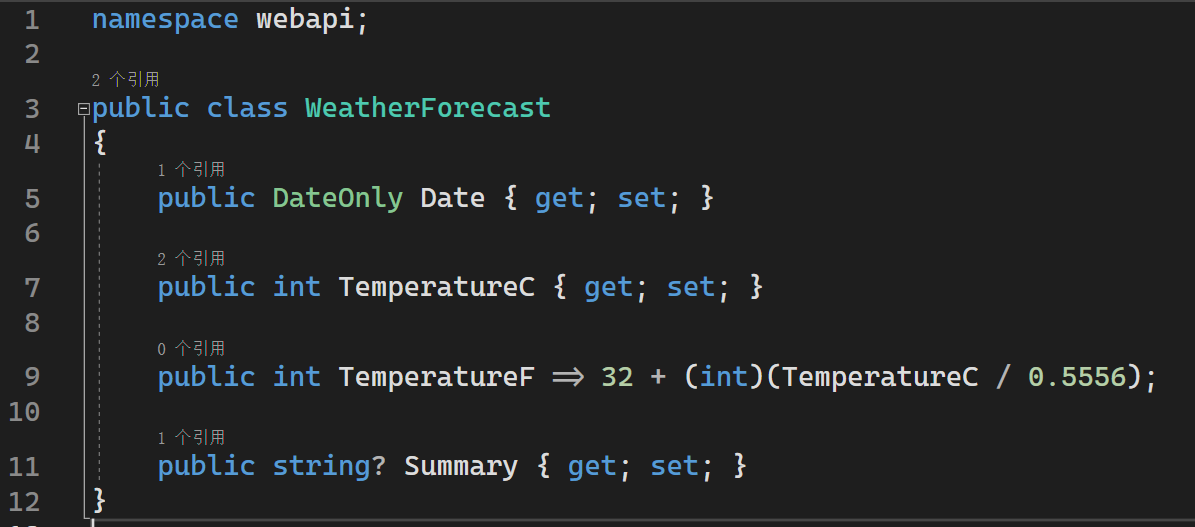 1 namespace webapi;
2
2 个引用
3 public class WeatherForecast
4 {
1 个引用
5 public DateOnly Date { get; set; }
6
2 个引用
7 public int TemperatureC { get; set; }
8
0 个引用
9 public int TemperatureF => 32 + (int)(TemperatureC / 0.5556);
10
1 个引用
11 public string? Summary { get; set; }
12 }